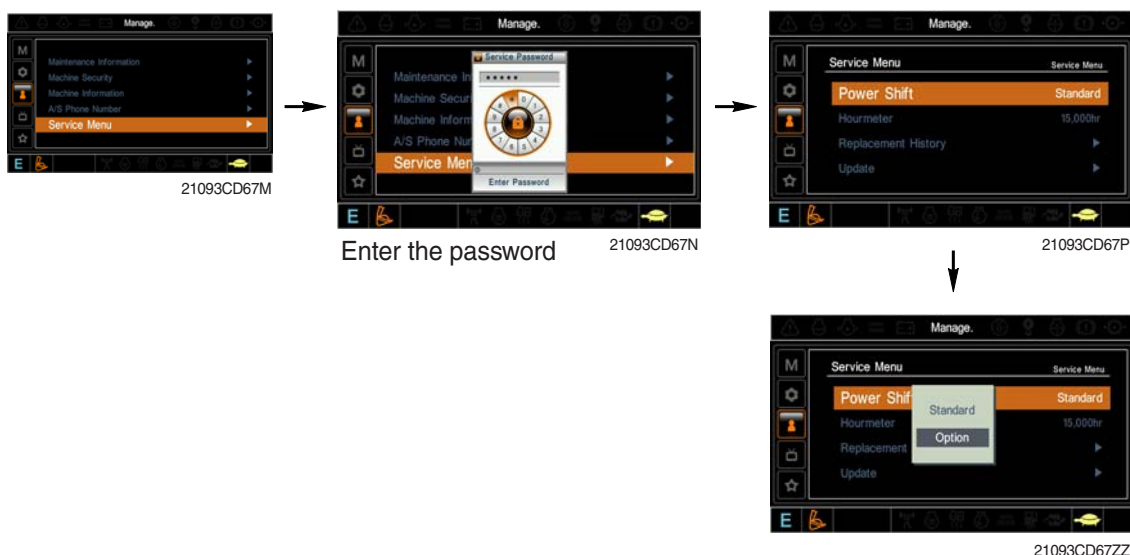 Manage.
M
Maintenance Information
Machine Security
Machine Information
A/S Phone Number
Service Menu
E
21093CD67M
Manage.
Service Password
*****
M
Maintenance In
Machine Secur
Machine Inform
A/S Phone Nur
Service Men
Enter Password
E
Enter the password
21093CD67N
Manage.
M
Service Menu Service Menu
Power Shift Standard
Hourmeter 15,000hr
Replacement History
Update
E
21093CD67P
Manage.
M
Service Menu Service Menu
Power Shif Standard
Standard
Hourmeter 15,000hr
Option
Replacement
Update
E
21093CD67ZZ